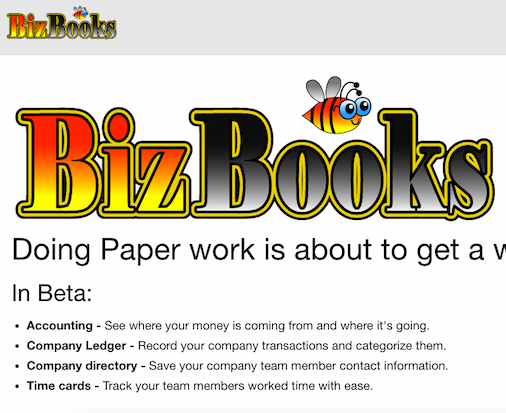 BizBooks
BizBooks
Doing Paper work is about to get a
In Beta:
Accounting - See where your money is coming from and where it's going.
Company Ledger - Record your company transactions and categorize them.
Company directory - Save your company team member contact information.
Time cards - Track your team members worked time with ease.